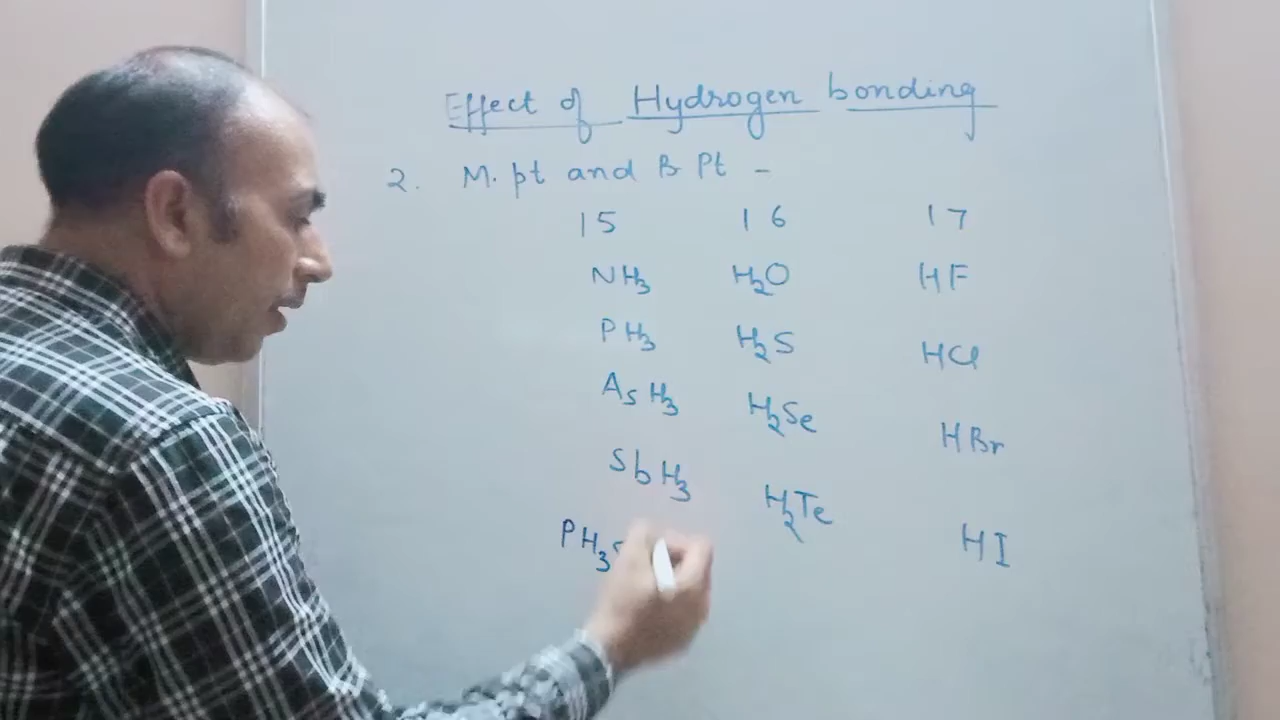 Effect of Hydrogen bonding
2. M. pt and B Pt -
15 16 17
NH3 H2O HF
PH3 H2S HCl
AsH3 H2Se HBr
SbH3 H2Te HI
PH3